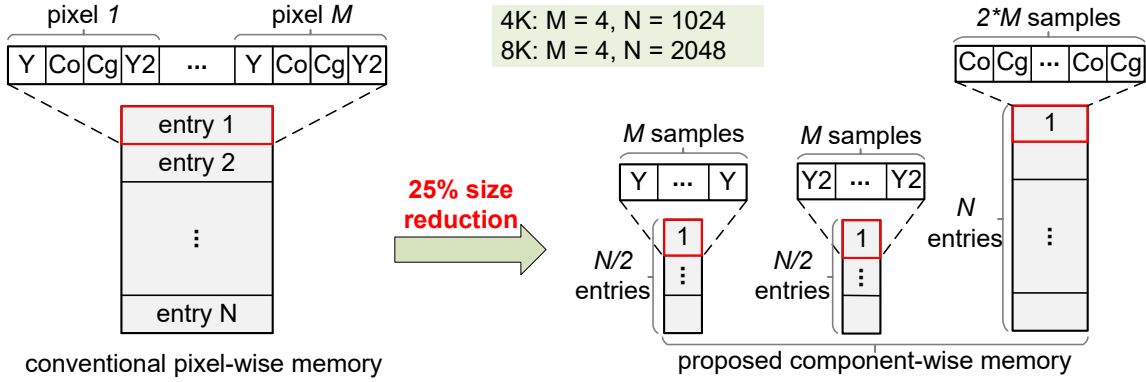 pixel 1
pixel M
Y Co Cg Y2 ... Y Co Cg Y2
entry 1
entry 2
⋮
entry N
conventional pixel-wise memory
4K: M = 4, N = 1024
8K: M = 4, N = 2048
25% size
reduction
M samples
Y ... Y
1
⋮
N/2
entries
M samples
Y2 ... Y2
1
⋮
N/2
entries
2*M samples
Co Cg ... Co Cg
1
⋮
N
entries
proposed component-wise memory